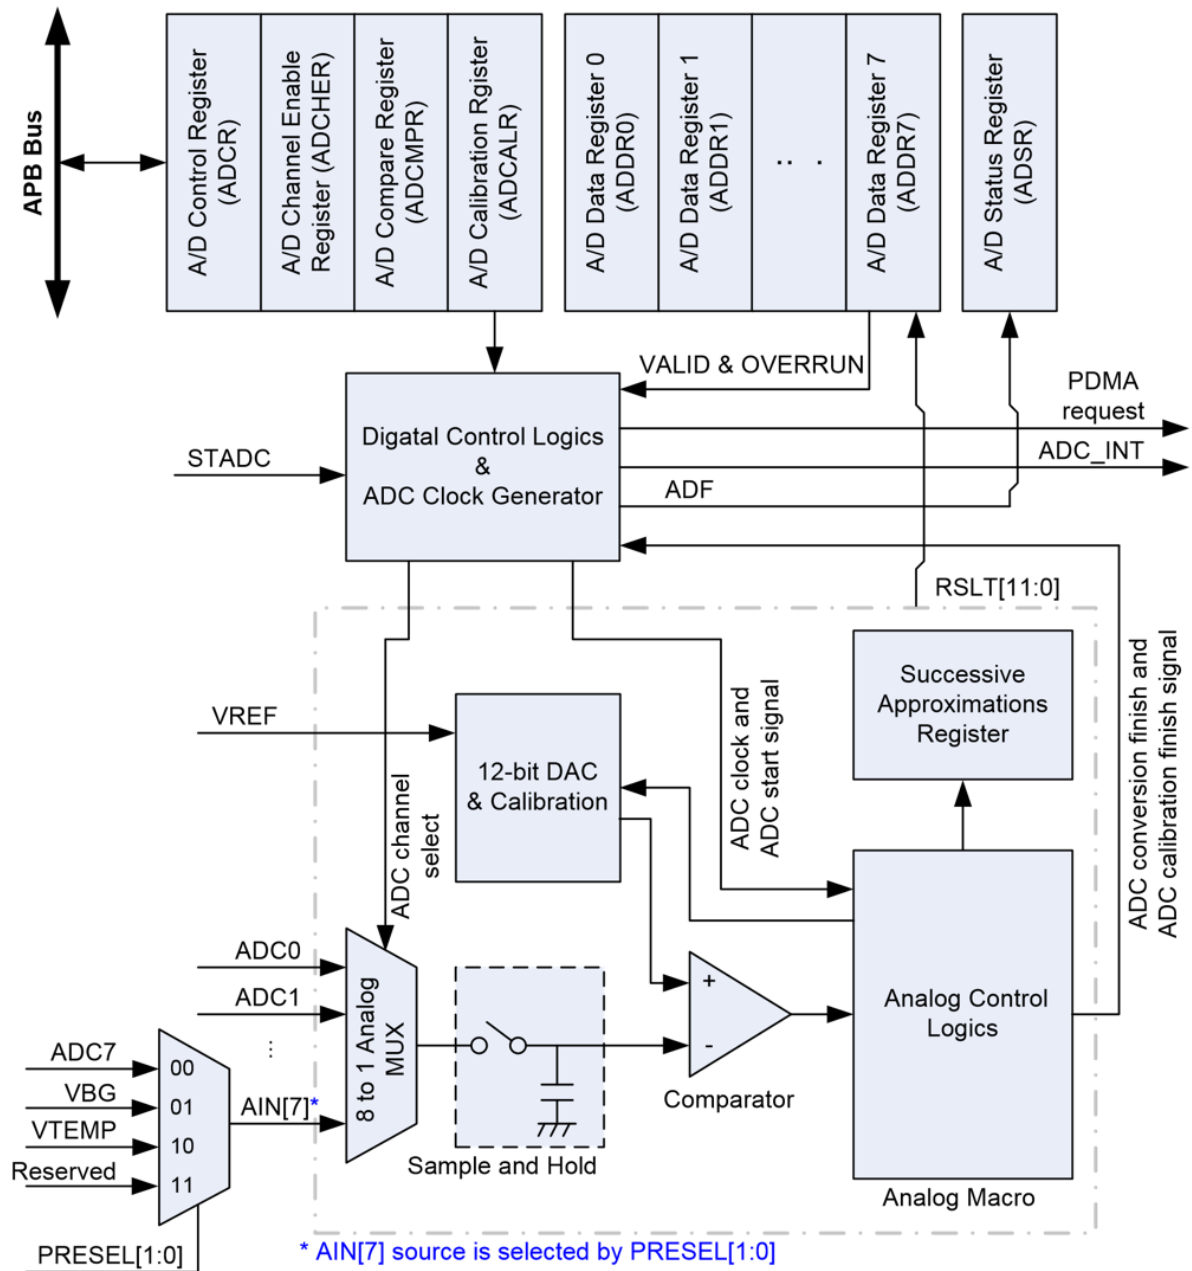 APB Bus
A/D Control Register
(ADCR)
A/D Channel Enable
Register (ADCHER)
A/D Compare Register
(ADCMPR)
A/D Calibration Rgister
(ADCALR)
A/D Data Register 0
(ADDR0)
A/D Data Register 1
(ADDR1)
.. .
A/D Data Register 7
(ADDR7)
A/D Status Register
(ADSR)
VALID & OVERRUN
PDMA
request
Digatal Control Logics
&
ADC Clock Generator
STADC
ADC_INT
ADF
RSLT[11:0]
VREF
12-bit DAC
& Calibration
ADC channel
select
ADC clock and
ADC start signal
Successive
Approximations
Register
ADC conversion finish and
ADC calibration finish signal
ADC0
ADC1
...
8 to 1 Analog
MUX
+
-
Comparator
Analog Control
Logics
ADC7
00
VBG
01
VTEMP
10
Reserved
11
AIN[7]*
Sample and Hold
Analog Macro
PRESEL[1:0]
* AIN[7] source is selected by PRESEL[1:0]